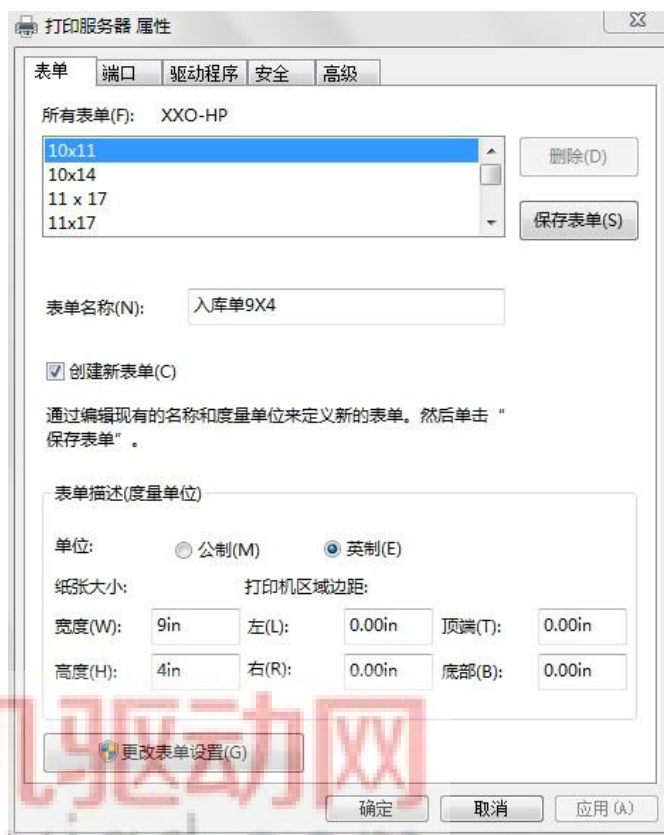 打印服务器 属性
表单 端口 驱动程序 安全 高级
所有表单(F): XXO-HP
10x11
10x14
11 x 17
11x17
删除(D)
保存表单(S)
表单名称(N): 入库单9X4
创建新表单(C)
通过编辑现有的名称和度量单位来定义新的表单。然后单击“
保存表单”。
表单描述(度量单位)
单位: 公制(M) 英制(E)
纸张大小: 打印机区域边距:
宽度(W): 9in 左(L): 0.00in 顶端(T): 0.00in
高度(H): 4in 右(R): 0.00in 底部(B): 0.00in
更改表单设置(G)
驱动网
确定 取消 应用(A)